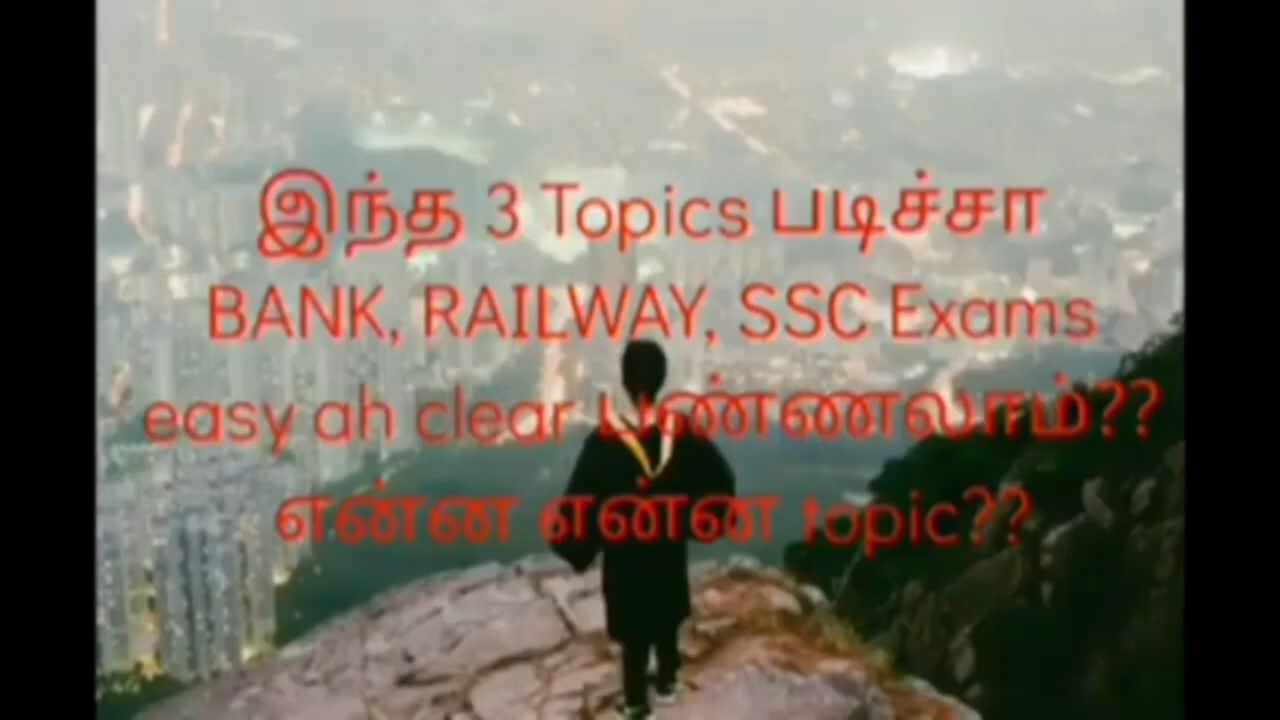 இந்த 3 Topics படிச்சா
BANK, RAILWAY, SSC Exams
easy ah clear பண்ணலாம்??
என்ன என்ன topic??